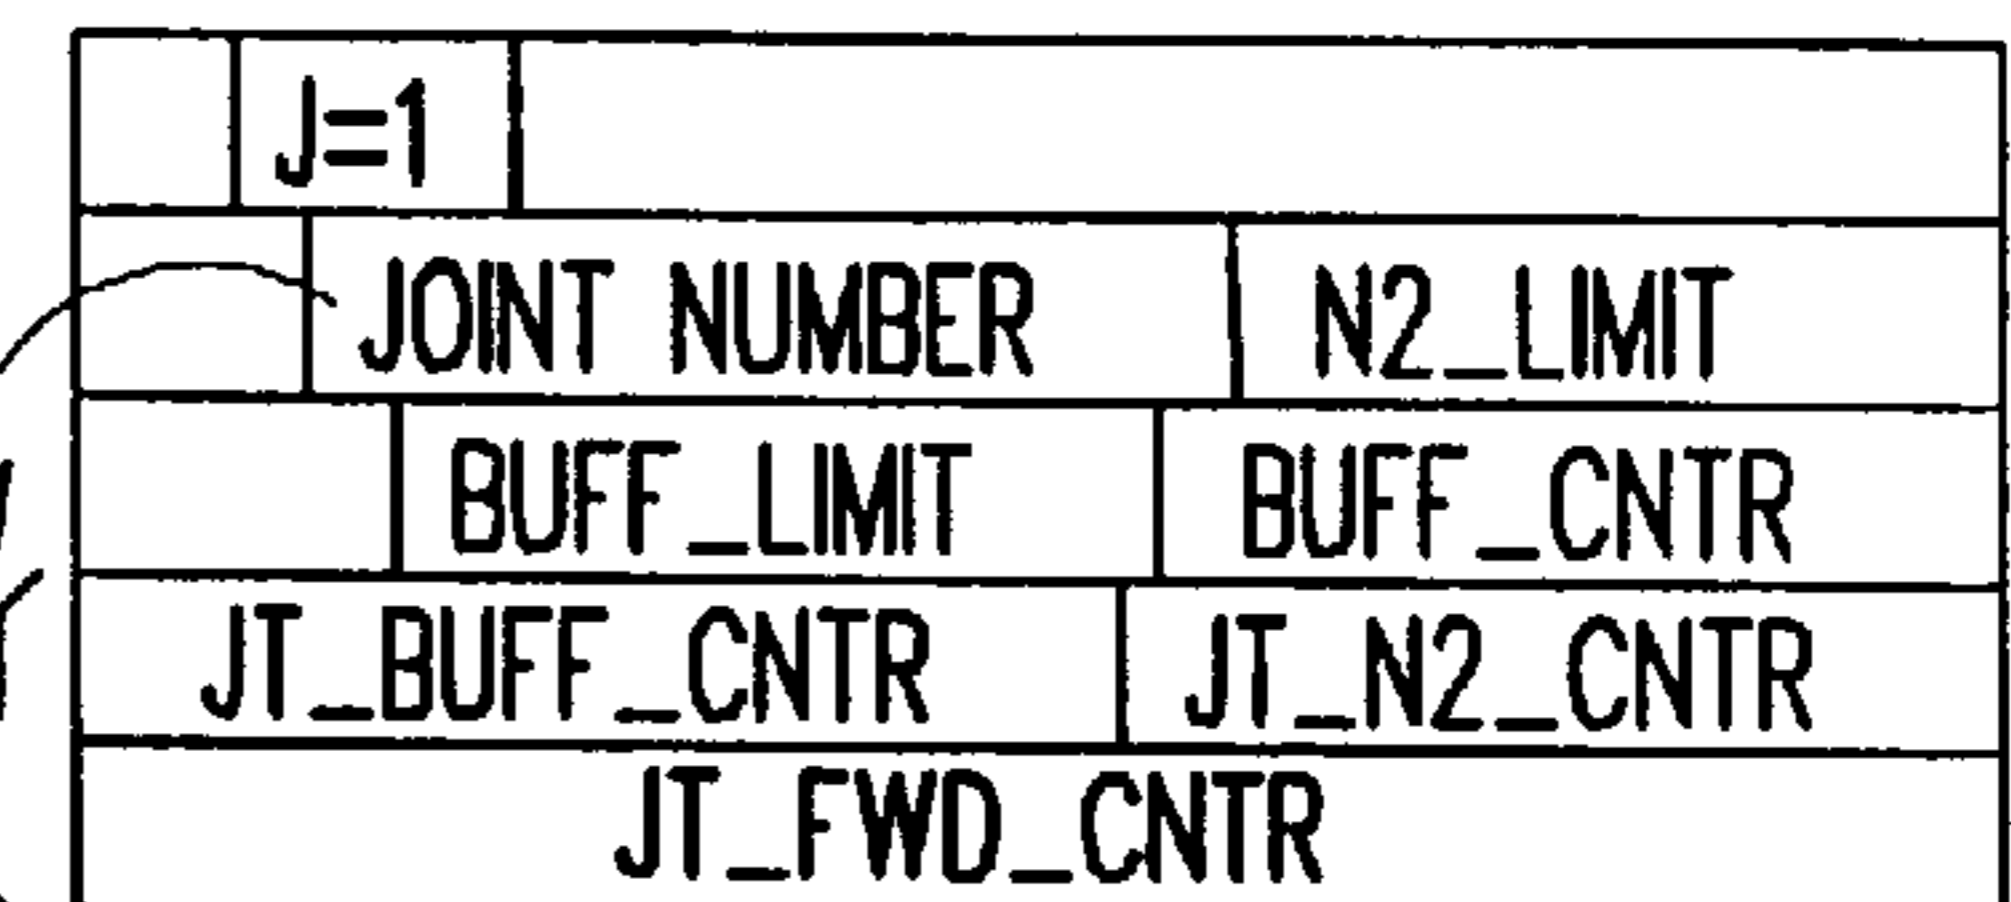 J=1
JOINT NUMBER N2_LIMIT
BUFF_LIMIT BUFF_CNTR
JT_BUFF_CNTR JT_N2_CNTR
JT_FWD_CNTR